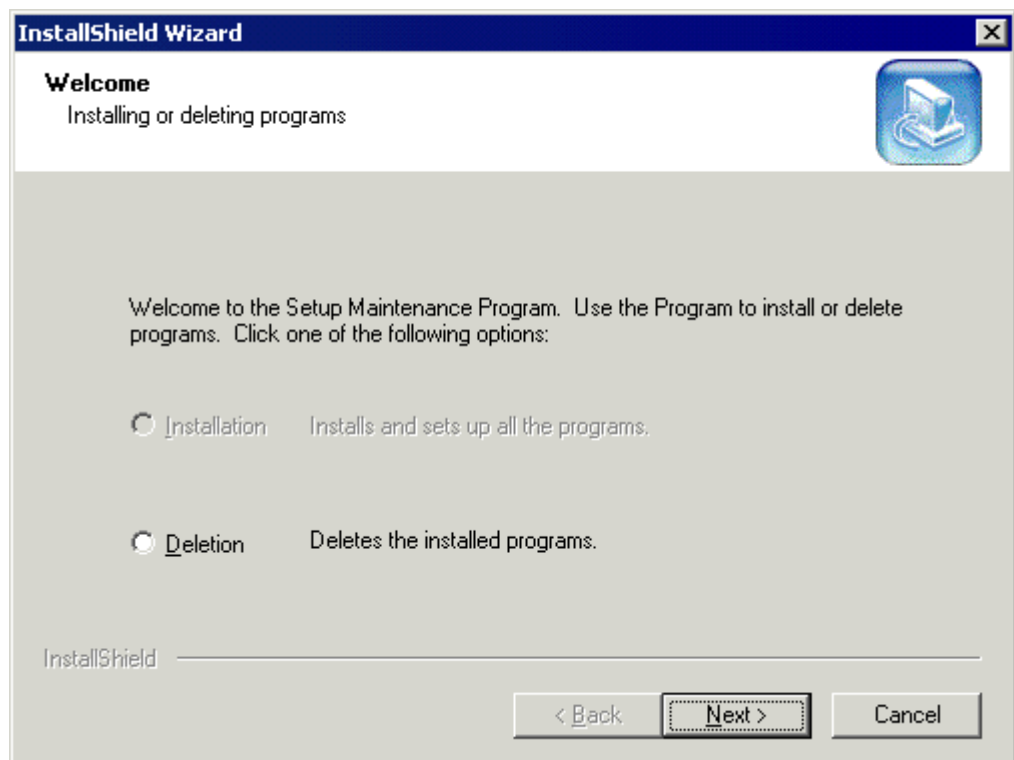 InstallShield Wizard
Welcome
Installing or deleting programs
Welcome to the Setup Maintenance Program.  Use the Program to install or delete
programs.  Click one of the following options:
Installation    Installs and sets up all the programs.
Deletion    Deletes the installed programs.
InstallShield
< Back    Next >    Cancel